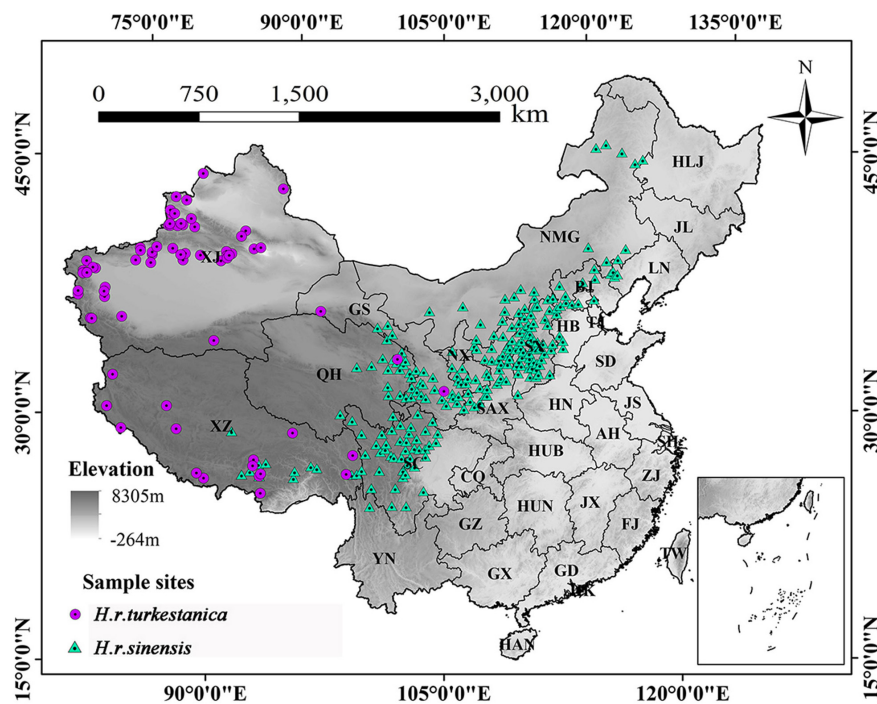 75°0'0"E 90°0'0"E 105°0'0"E 120°0'0"E 135°0'0"E
0 750 1,500 3,000
km
N
45°0'0"N 45°0'0"N
HLJ
JL
NMG
LN
XJ
GS
BJ
TJ
HB
NX
SX
SD
QH
30°0'0"N 30°0'0"N
SAX
HN
JS
XZ
AH
SH
SC
HUB
CQ
ZJ
Elevation
8305m
-264m
GZ
HUN
JX
FJ
YN
TW
GX
GD
HK
Sample sites
H.r.turkestanica
H.r.sinensis
HAN
15°0'0"N 15°0'0"N
90°0'0"E 105°0'0"E 120°0'0"E